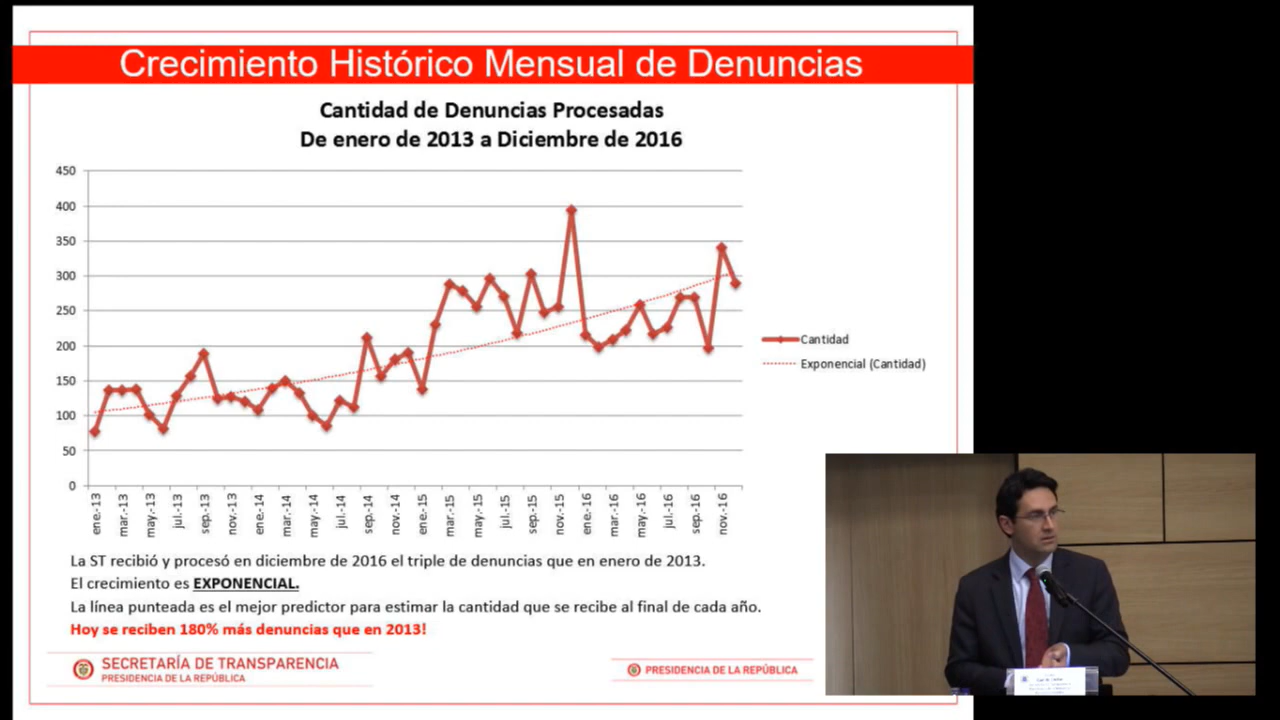 Crecimiento Histórico Mensual de Denuncias
Cantidad de Denuncias Procesadas
De enero de 2013 a Diciembre de 2016
450
400
350
300
250
200
150
100
50
0
ene.-13
mar.-13
may.-13
jul.-13
sep.-13
nov.-13
ene.-14
mar.-14
may.-14
jul.-14
sep.-14
nov.-14
ene.-15
mar.-15
may.-15
jul.-15
sep.-15
nov.-15
ene.-16
mar.-16
may.-16
jul.-16
sep.-16
nov.-16
Cantidad
Exponencial (Cantidad)
La ST recibió y procesó en diciembre de 2016 el triple de denuncias que en enero de 2013.
El crecimiento es EXPONENCIAL.
La línea punteada es el mejor predictor para estimar la cantidad que se recibe al final de cada año.
Hoy se reciben 180% más denuncias que en 2013!
SECRETARÍA DE TRANSPARENCIA
PRESIDENCIA DE LA REPÚBLICA
PRESIDENCIA DE LA REPÚBLICA